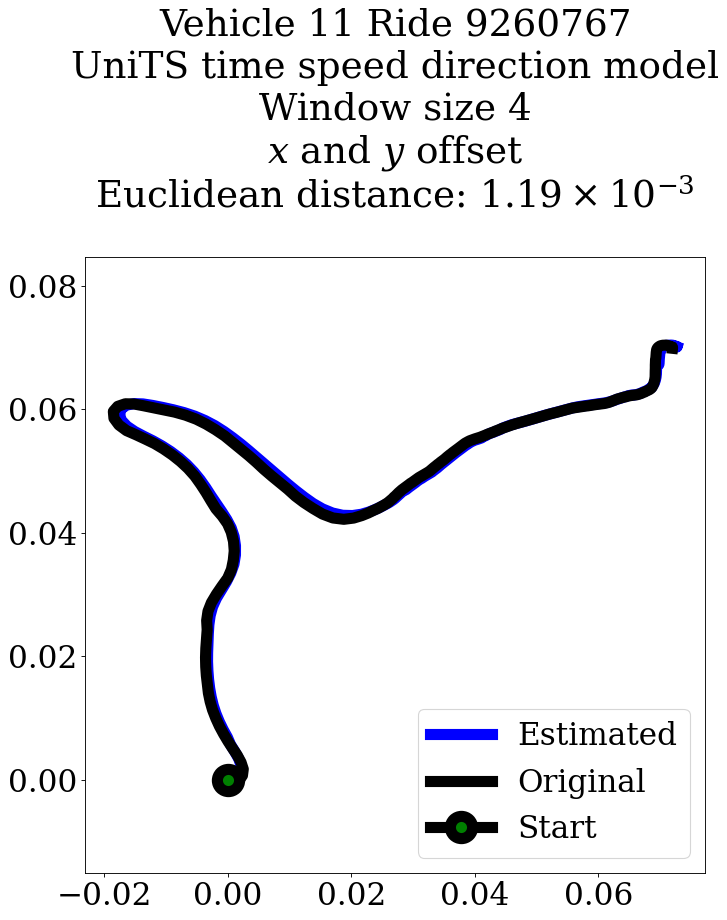 Vehicle 11 Ride 9260767
UniTS time speed direction model
Window size 4
x and y offset
Euclidean distance: 1.19 × 10⁻³
0.08
0.06
0.04
0.02
0.00
Estimated
Original
Start
−0.02 0.00 0.02 0.04 0.06